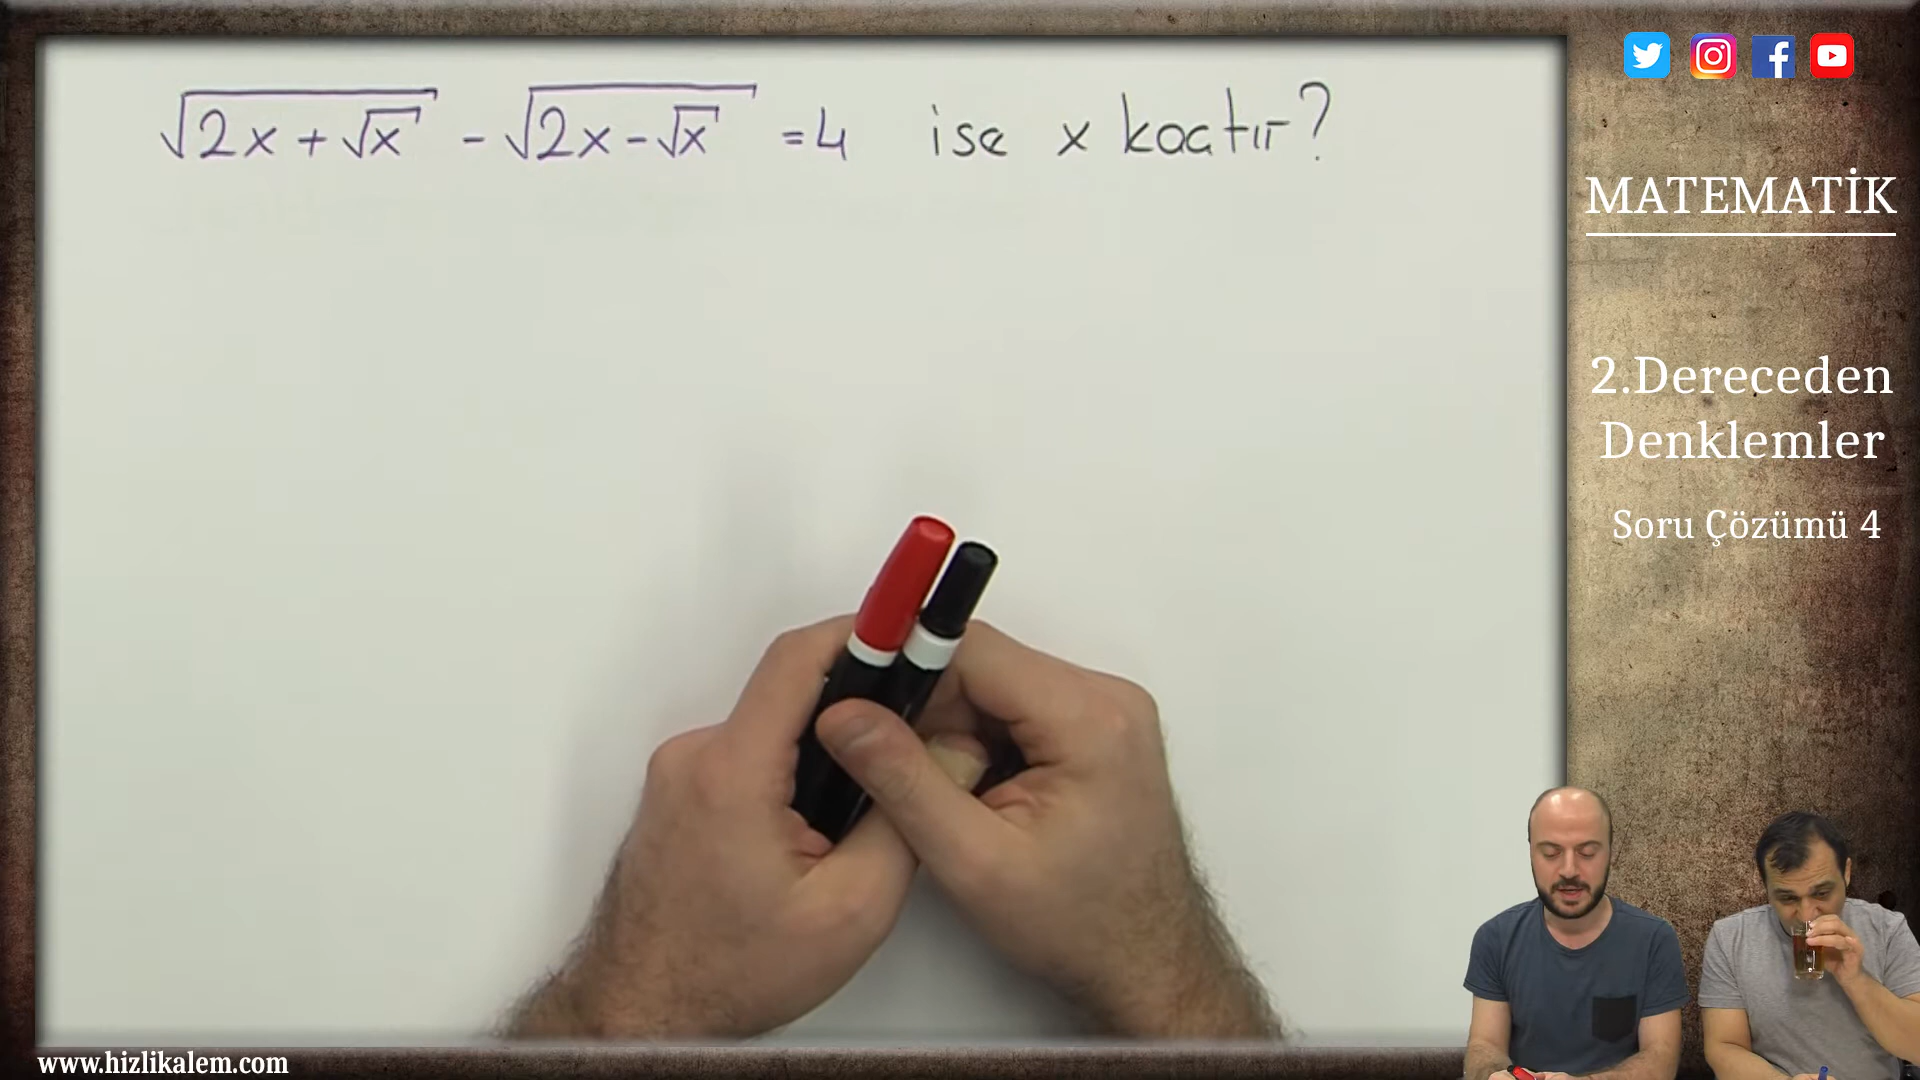 √(2x + √x) - √(2x - √x) = 4 ise x kaçtır?
MATEMATİK
2.Dereceden
Denklemler
Soru Çözümü 4
www.hizlikalem.com